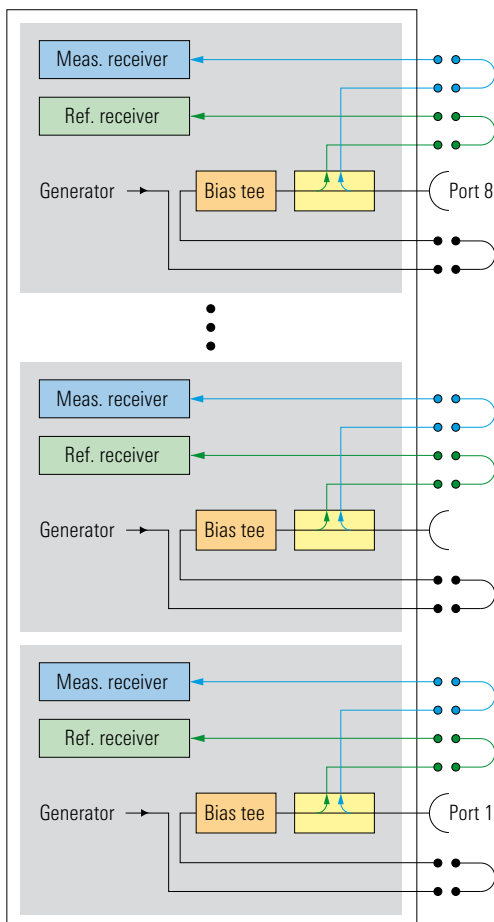 Meas. receiver
Ref. receiver
Generator
Bias tee
Port 8
Meas. receiver
Ref. receiver
Generator
Bias tee
Meas. receiver
Ref. receiver
Generator
Bias tee
Port 1